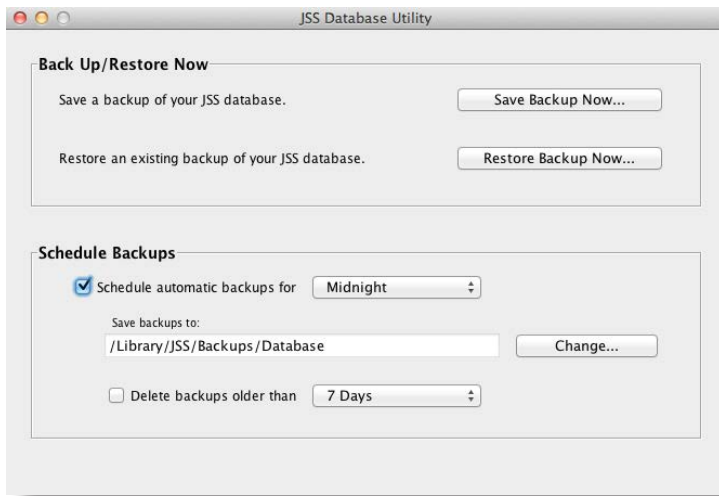 JSS Database Utility
Back Up/Restore Now
Save a backup of your JSS database.
Save Backup Now...
Restore an existing backup of your JSS database.
Restore Backup Now...
Schedule Backups
Schedule automatic backups for
Midnight
Save backups to:
/Library/JSS/Backups/Database
Change...
Delete backups older than
7 Days